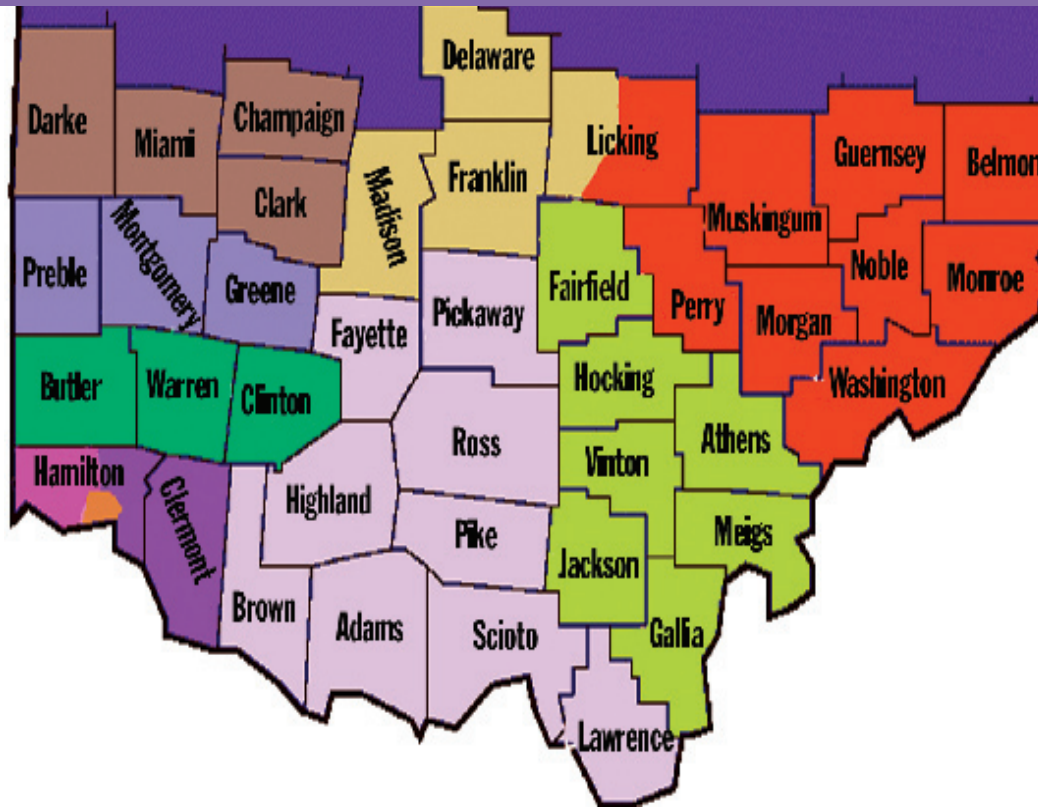 Delaware
Darke
Miami
Champaign
Licking
Guernsey
Belmon
Clark
Madison
Franklin
Muskingum
Preble
Montgomery
Greene
Fairfield
Noble
Monroe
Fayette
Pickaway
Perry
Morgan
Butler
Warren
Clinton
Hocking
Washington
Hamilton
Ross
Vinton
Athens
Clermont
Highland
Pike
Jackson
Meigs
Brown
Adams
Scioto
Gallia
Lawrence